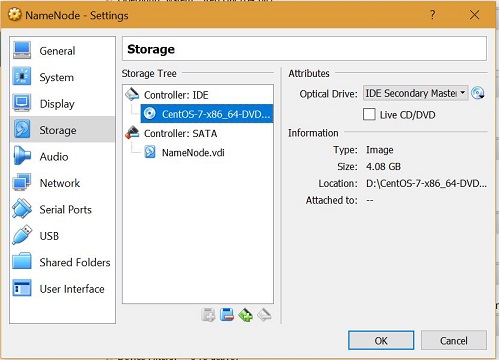 NameNode - Settings
? ×
General
System
Display
Storage
Audio
Network
Serial Ports
USB
Shared Folders
User Interface
Storage
Storage Tree
Controller: IDE
CentOS-7-x86_64-DVD...
Controller: SATA
NameNode.vdi
Attributes
Optical Drive: IDE Secondary Master
Live CD/DVD
Information
Type: Image
Size: 4.08 GB
Location: D:\CentOS-7-x86_64-DVD...
Attached to: --
OK
Cancel